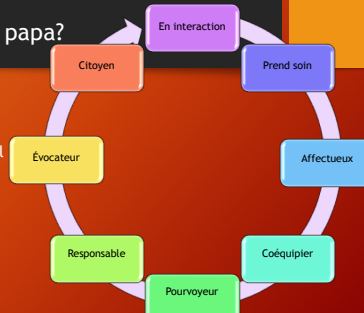 papa?
En interaction
Prend soin
Affectueux
Coéquipier
Pourvoyeur
Responsable
Évocateur
Citoyen